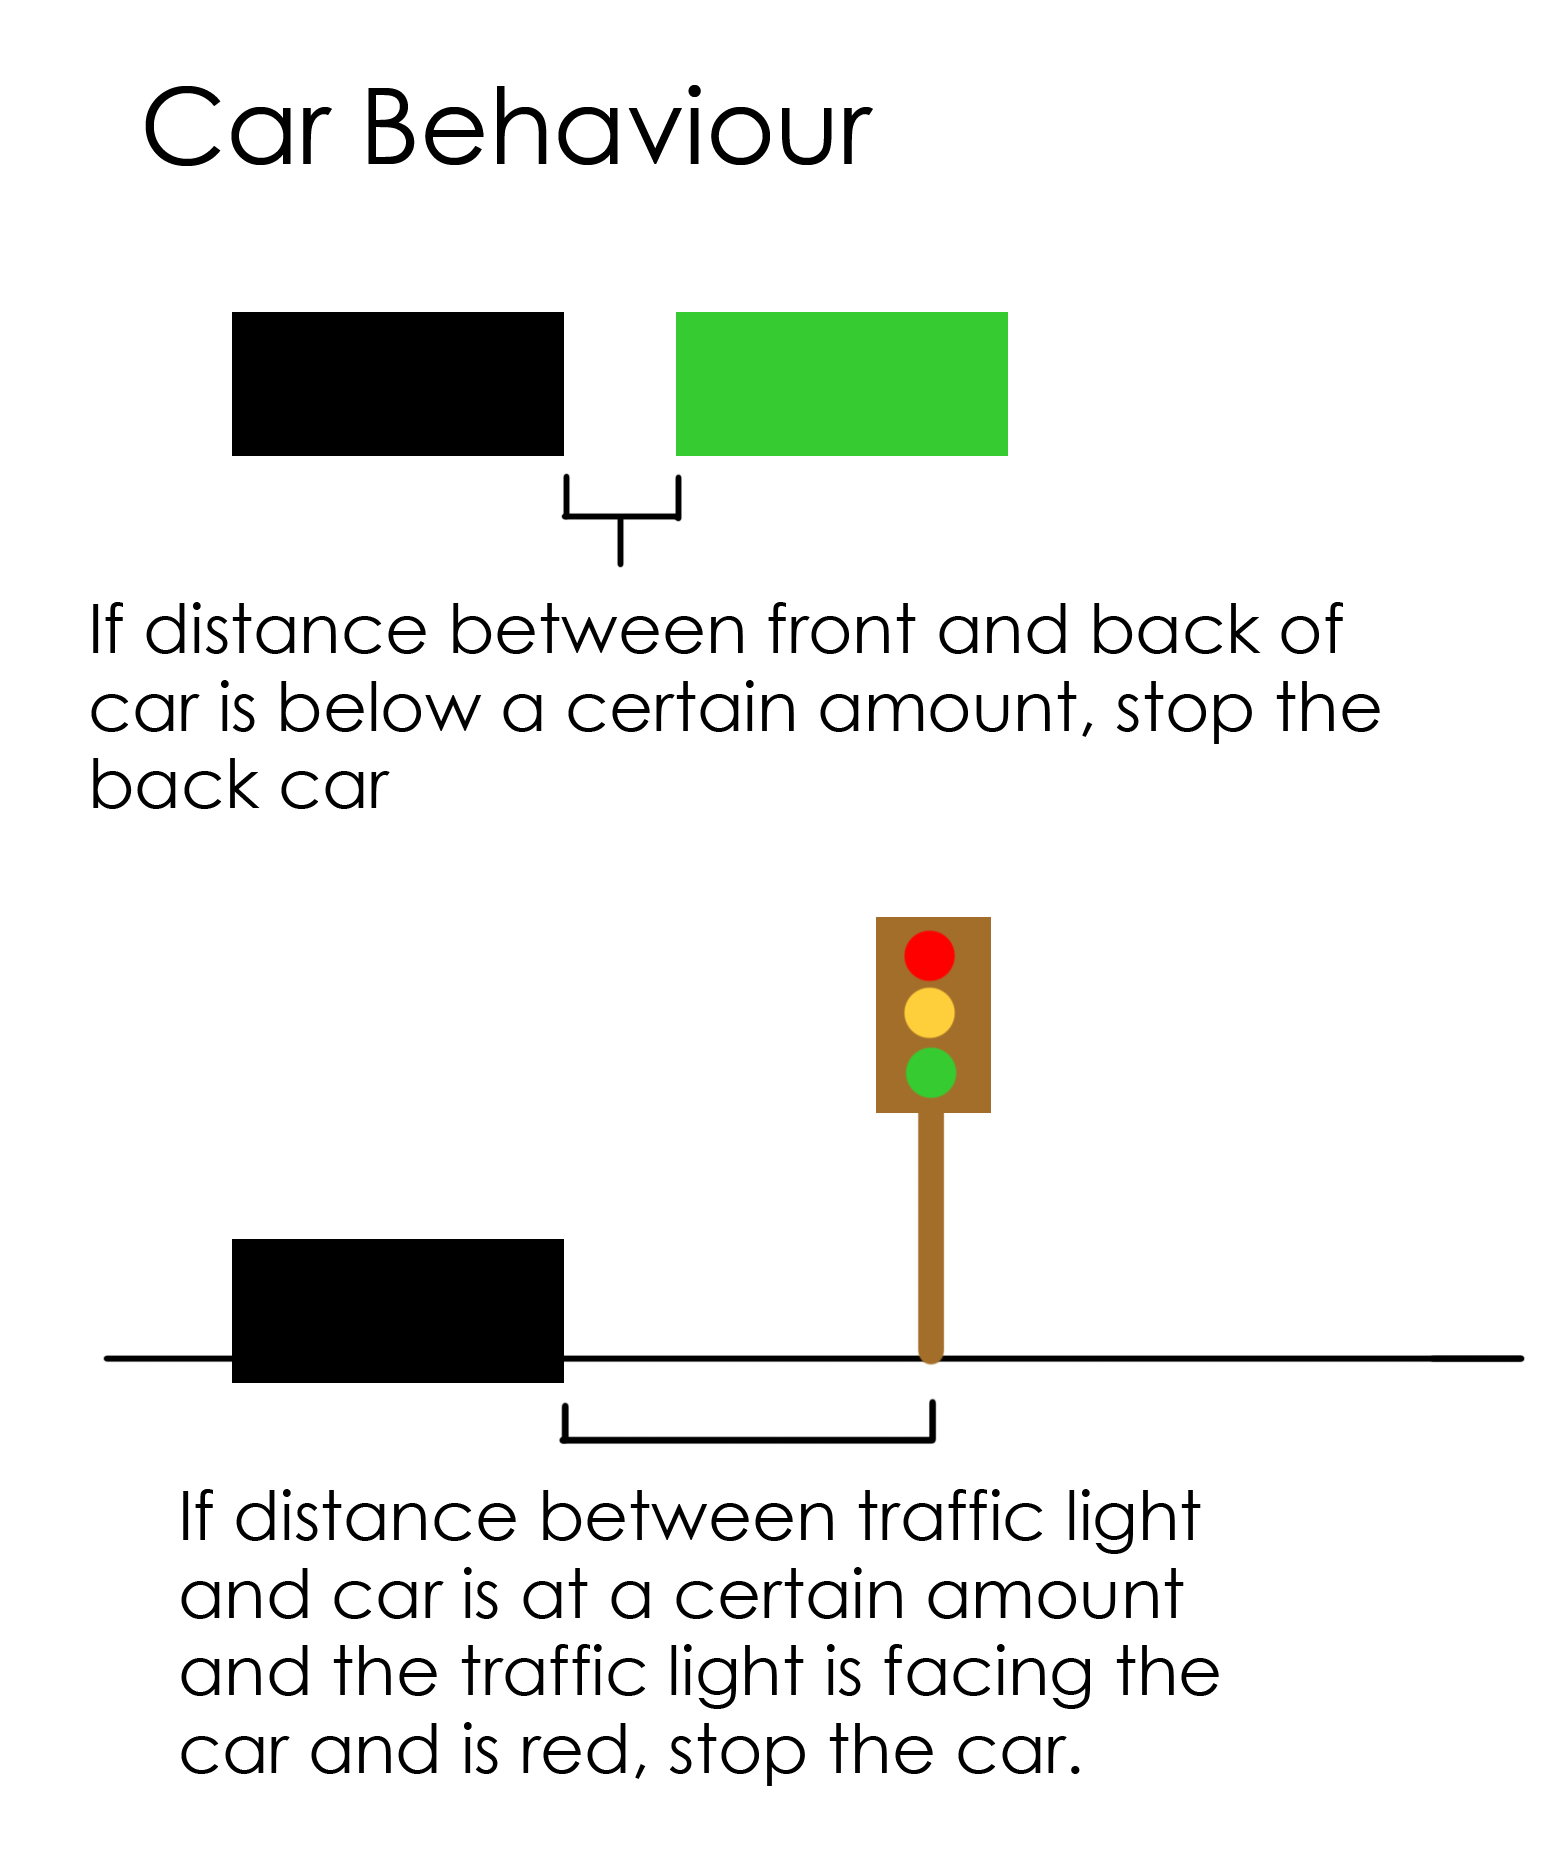 Car Behaviour
If distance between front and back of
car is below a certain amount, stop the
back car
If distance between traffic light
and car is at a certain amount
and the traffic light is facing the
car and is red, stop the car.